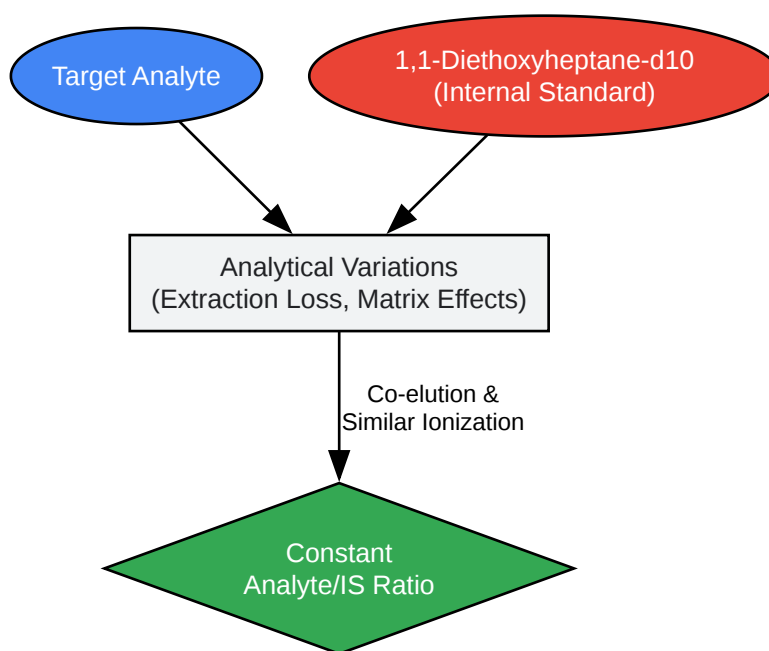 Target Analyte
1,1-Diethoxyheptane-d10
(Internal Standard)
Analytical Variations
(Extraction Loss, Matrix Effects)
Co-elution &
Similar Ionization
Constant
Analyte/IS Ratio